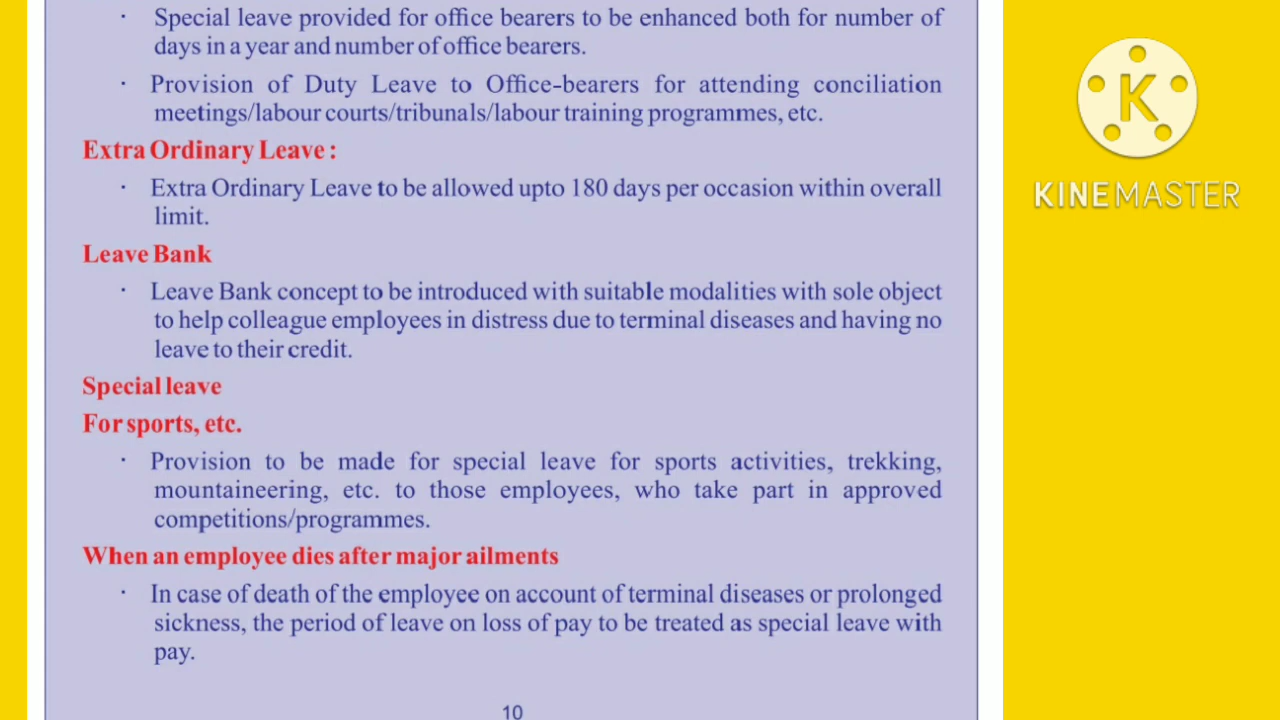 · Special leave provided for office bearers to be enhanced both for number of
days in a year and number of office bearers.
· Provision of Duty Leave to Office-bearers for attending conciliation
meetings/labour courts/tribunals/labour training programmes, etc.
Extra Ordinary Leave :
· Extra Ordinary Leave to be allowed upto 180 days per occasion within overall
limit.
Leave Bank
· Leave Bank concept to be introduced with suitable modalities with sole object
to help colleague employees in distress due to terminal diseases and having no
leave to their credit.
Special leave
For sports, etc.
· Provision to be made for special leave for sports activities, trekking,
mountaineering, etc. to those employees, who take part in approved
competitions/programmes.
When an employee dies after major ailments
· In case of death of the employee on account of terminal diseases or prolonged
sickness, the period of leave on loss of pay to be treated as special leave with
pay.
10
K
KINEMASTER